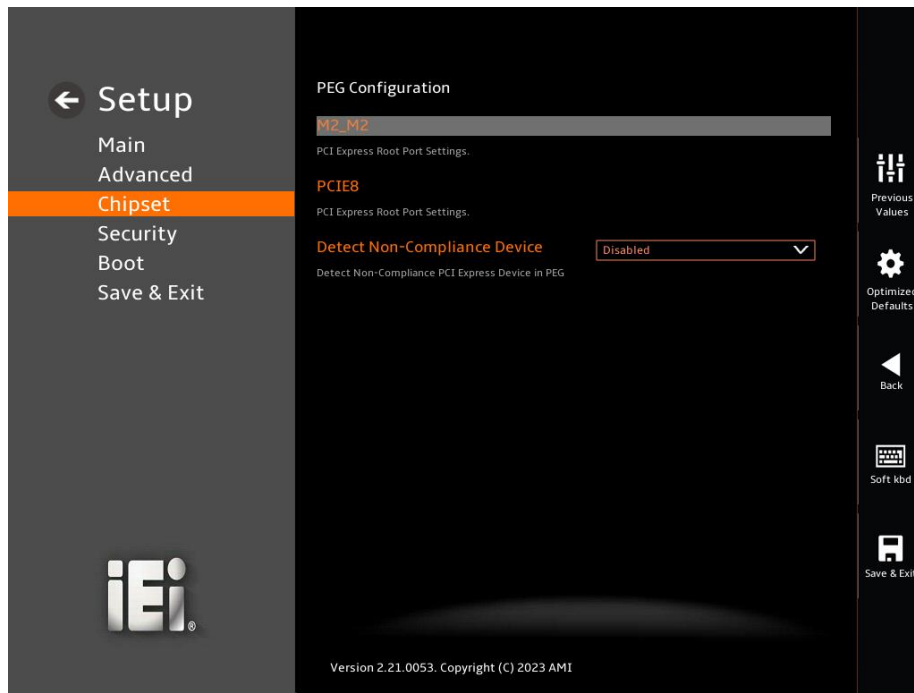 Setup
Main
Advanced
Chipset
Security
Boot
Save & Exit
iEi®
PEG Configuration
M2_M2
PCI Express Root Port Settings.
PCIE8
PCI Express Root Port Settings.
Detect Non-Compliance Device
Disabled
Detect Non-Compliance PCI Express Device in PEG
Version 2.21.0053. Copyright (C) 2023 AMI
Previous
Values
Optimized
Defaults
Back
Soft kbd
Save & Exit